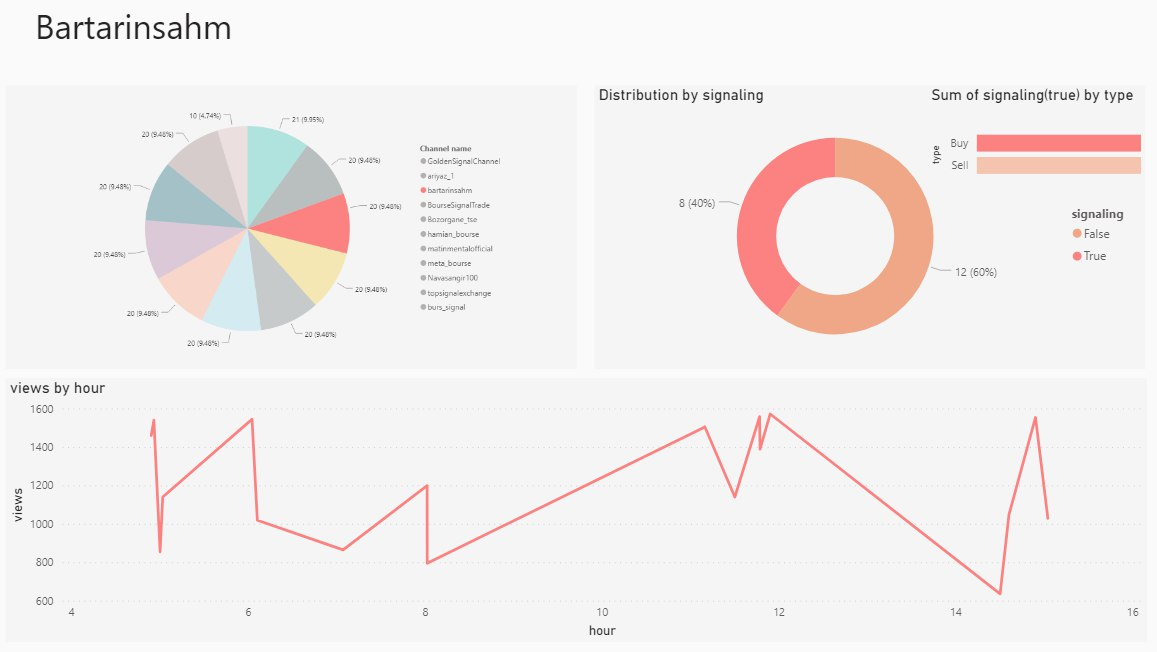 Bartarinsahm
10 (4.74%)
21 (9.95%)
20 (9.48%)
20 (9.48%)
20 (9.48%)
20 (9.48%)
20 (9.48%)
20 (9.48%)
20 (9.48%)
20 (9.48%)
20 (9.48%)
Channel name
GoldenSignalChannel
ariyaz_1
bartarinsahm
BourseSignalTrade
Bozorgane_tse
hamian_bourse
matinmentalofficial
meta_bourse
Navasangir100
topsignalexchange
burs_signal
Distribution by signaling
8 (40%)
12 (60%)
Sum of signaling(true) by type
type
Buy
Sell
signaling
False
True
views by hour
views
1600
1400
1200
1000
800
600
4 6 8 10 12 14 16
hour